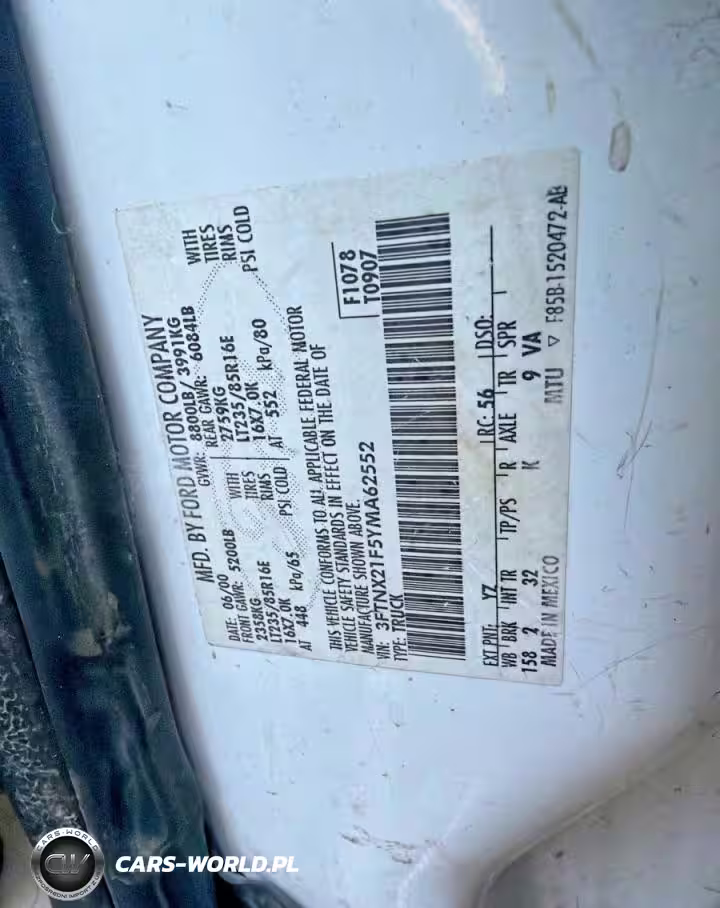 MFD. BY FORD MOTOR COMPANY
DATE: 06/00 GVWR: 8800LB/ 3991KG
FRONT GAWR: 5200LB REAR GAWR: 6084LB
2358KG WITH 2759KG WITH
LT235/85R16E TIRES LT235/85R16E TIRES
16X7.0K RIMS 16X7.0K RIMS
AT 448 kPa/65 PSI COLD AT 552 kPa/80 PSI COLD
THIS VEHICLE CONFORMS TO ALL APPLICABLE FEDERAL MOTOR
VEHICLE SAFETY STANDARDS IN EFFECT ON THE DATE OF
MANUFACTURE SHOWN ABOVE.
VIN: 3FTNX21F5YMA62552
TYPE: TRUCK
F1078
T0907
EXT PNT: YZ RC: 56 DSO:
WB BRK INT TR TP/PS R AXLE TR SPR
158 2 32 K 9 VA
MADE IN MEXICO MTU ▽ F85B-1520472-AB
CARS-WORLD
CW
CARS-WORLD.PL